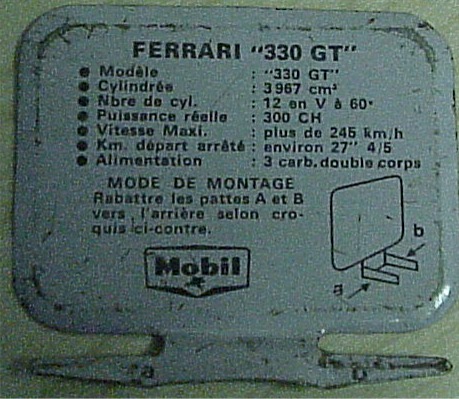 FERRARI "330 GT"
● Modèle : "330 GT"
● Cylindrée : 3967 cm³
● Nbre de cyl. : 12 en V à 60°
● Puissance réelle : 300 CH
● Vitesse Maxi. : plus de 245 km/h
● Km. départ arrêté : environ 27" 4/5
● Alimentation : 3 carb. double corps
MODE DE MONTAGE
Rabattre les pattes A et B
vers l'arrière selon cro-
quis ci-contre.
b
a
Mobil
a b